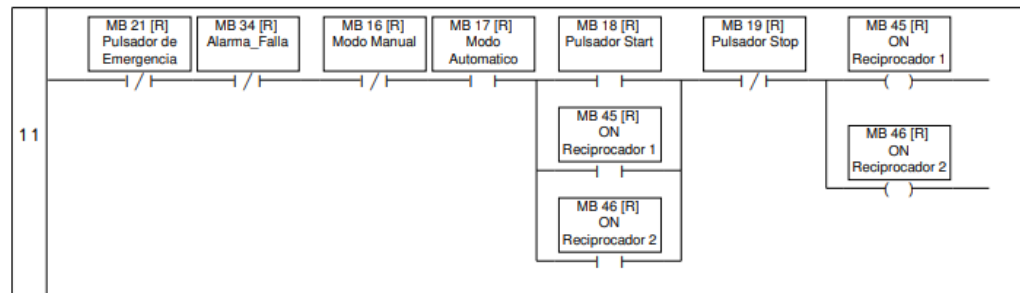 MB 21 [R]
Pulsador de
Emergencia
MB 34 [R]
Alarma_Falla
MB 16 [R]
Modo Manual
MB 17 [R]
Modo
Automatico
MB 18 [R]
Pulsador Start
MB 19 [R]
Pulsador Stop
MB 45 [R]
ON
Reciprocador 1
11
MB 45 [R]
ON
Reciprocador 1
MB 46 [R]
ON
Reciprocador 2
MB 46 [R]
ON
Reciprocador 2